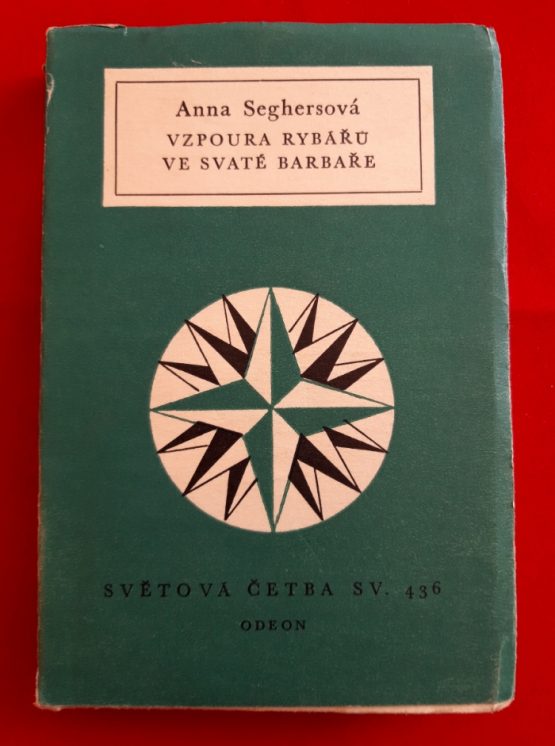 Anna Seghersová
VZPOURA RYBÁŘŮ
VE SVATÉ BARBAŘE
SVĚTOVÁ ČETBA SV. 436
ODEON